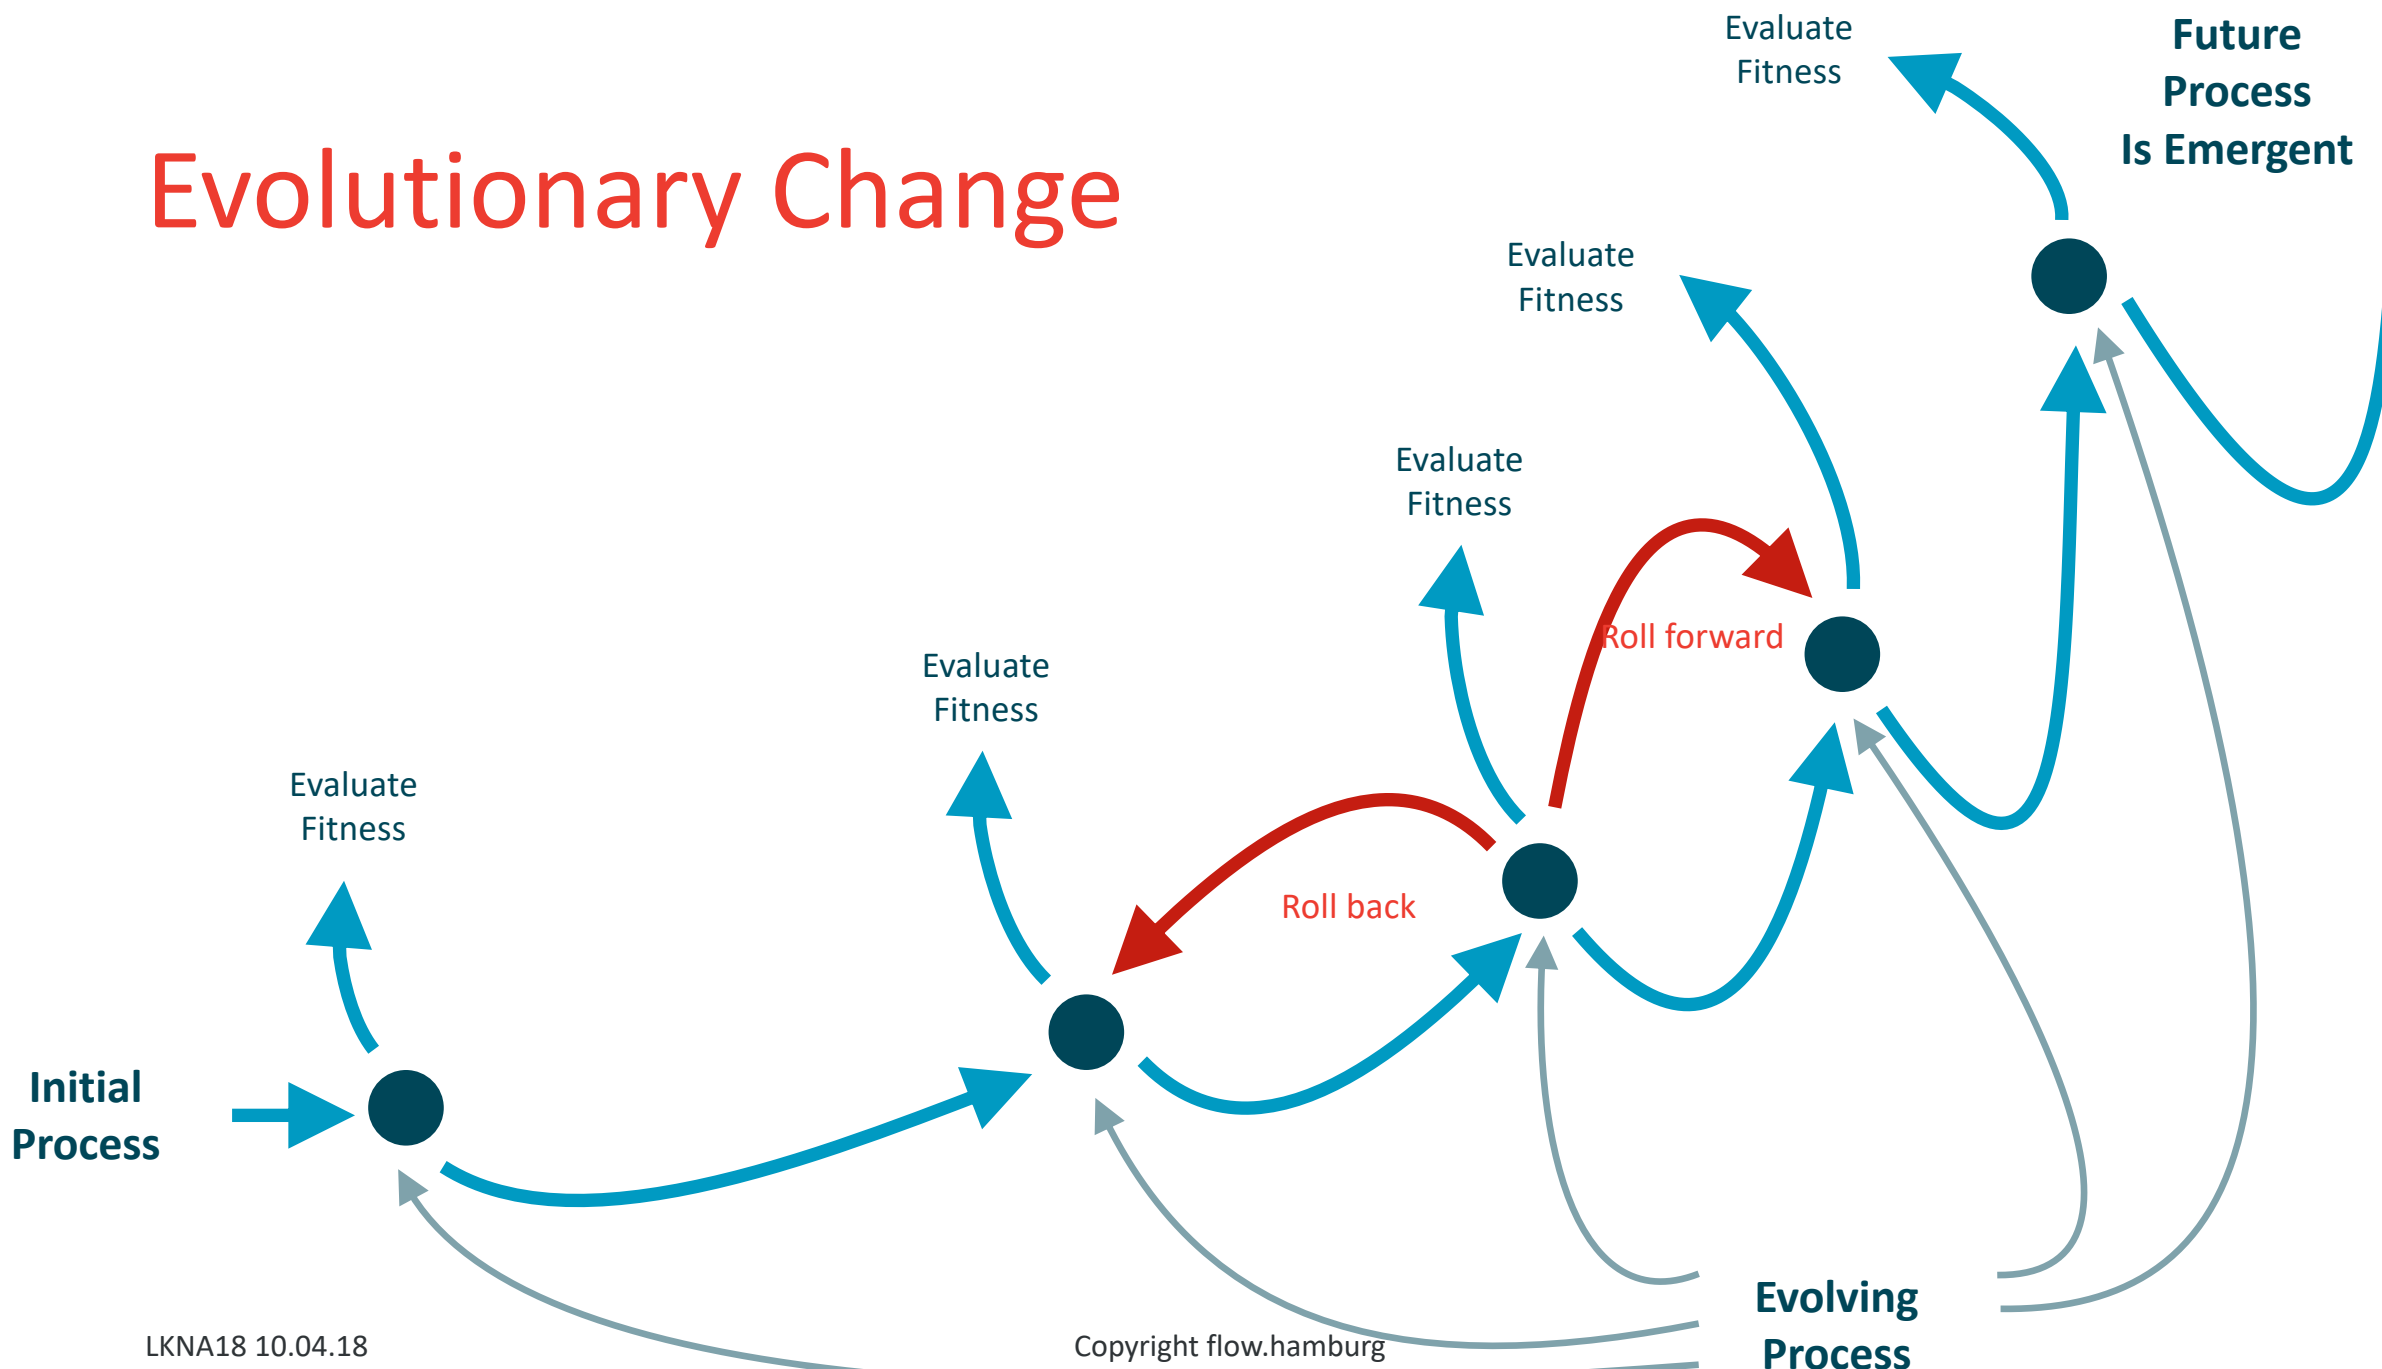 Evaluate
Fitness
Future
Process
Is Emergent
Evolutionary Change
Evaluate
Fitness
Evaluate
Fitness
Roll forward
Evaluate
Fitness
Evaluate
Fitness
Roll back
Initial
Process
Evolving
Process
LKNA18 10.04.18
Copyright flow.hamburg